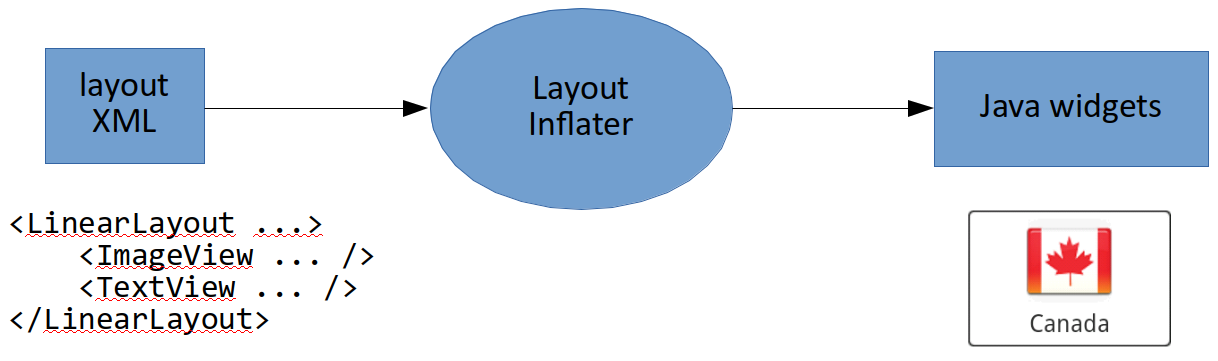 layout
XML
Layout
Inflater
Java widgets
<LinearLayout ...>
    <ImageView ... />
    <TextView ... />
</LinearLayout>
Canada